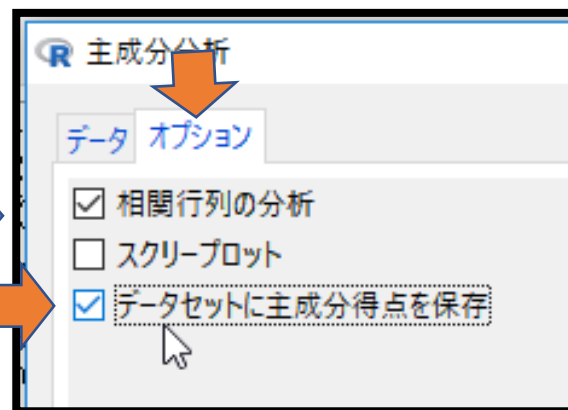 R 主成分分析
データ オプション
相関行列の分析
スクリープロット
データセットに主成分得点を保存